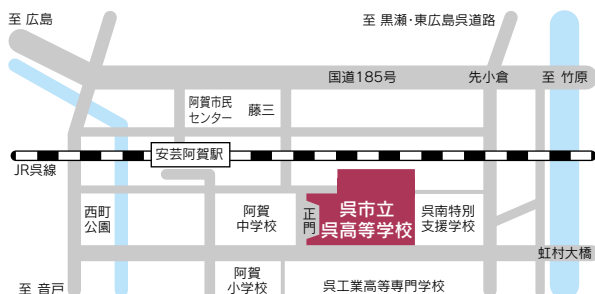 至 広島
至 黒瀬・東広島呉道路
国道185号
先小倉
至 竹原
阿賀市民
センター
藤三
安芸阿賀駅
JR呉線
西町
公園
阿賀
中学校
正門
呉市立
呉高等学校
呉南特別
支援学校
虹村大橋
至 音戸
阿賀
小学校
呉工業高等専門学校